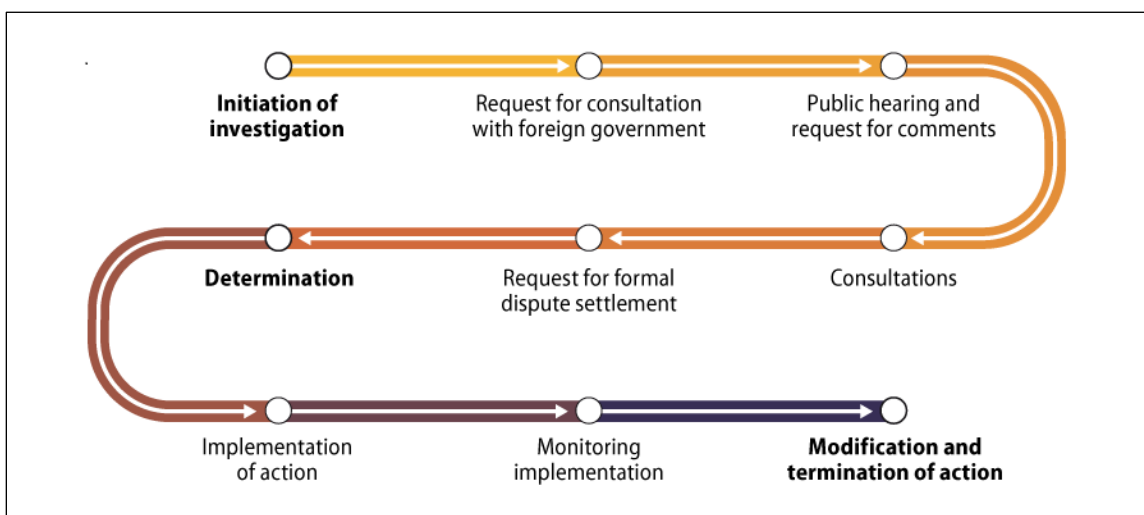 Initiation of
investigation
Request for consultation
with foreign government
Public hearing and
request for comments
Consultations
Request for formal
dispute settlement
Determination
Implementation
of action
Monitoring
implementation
Modification and
termination of action